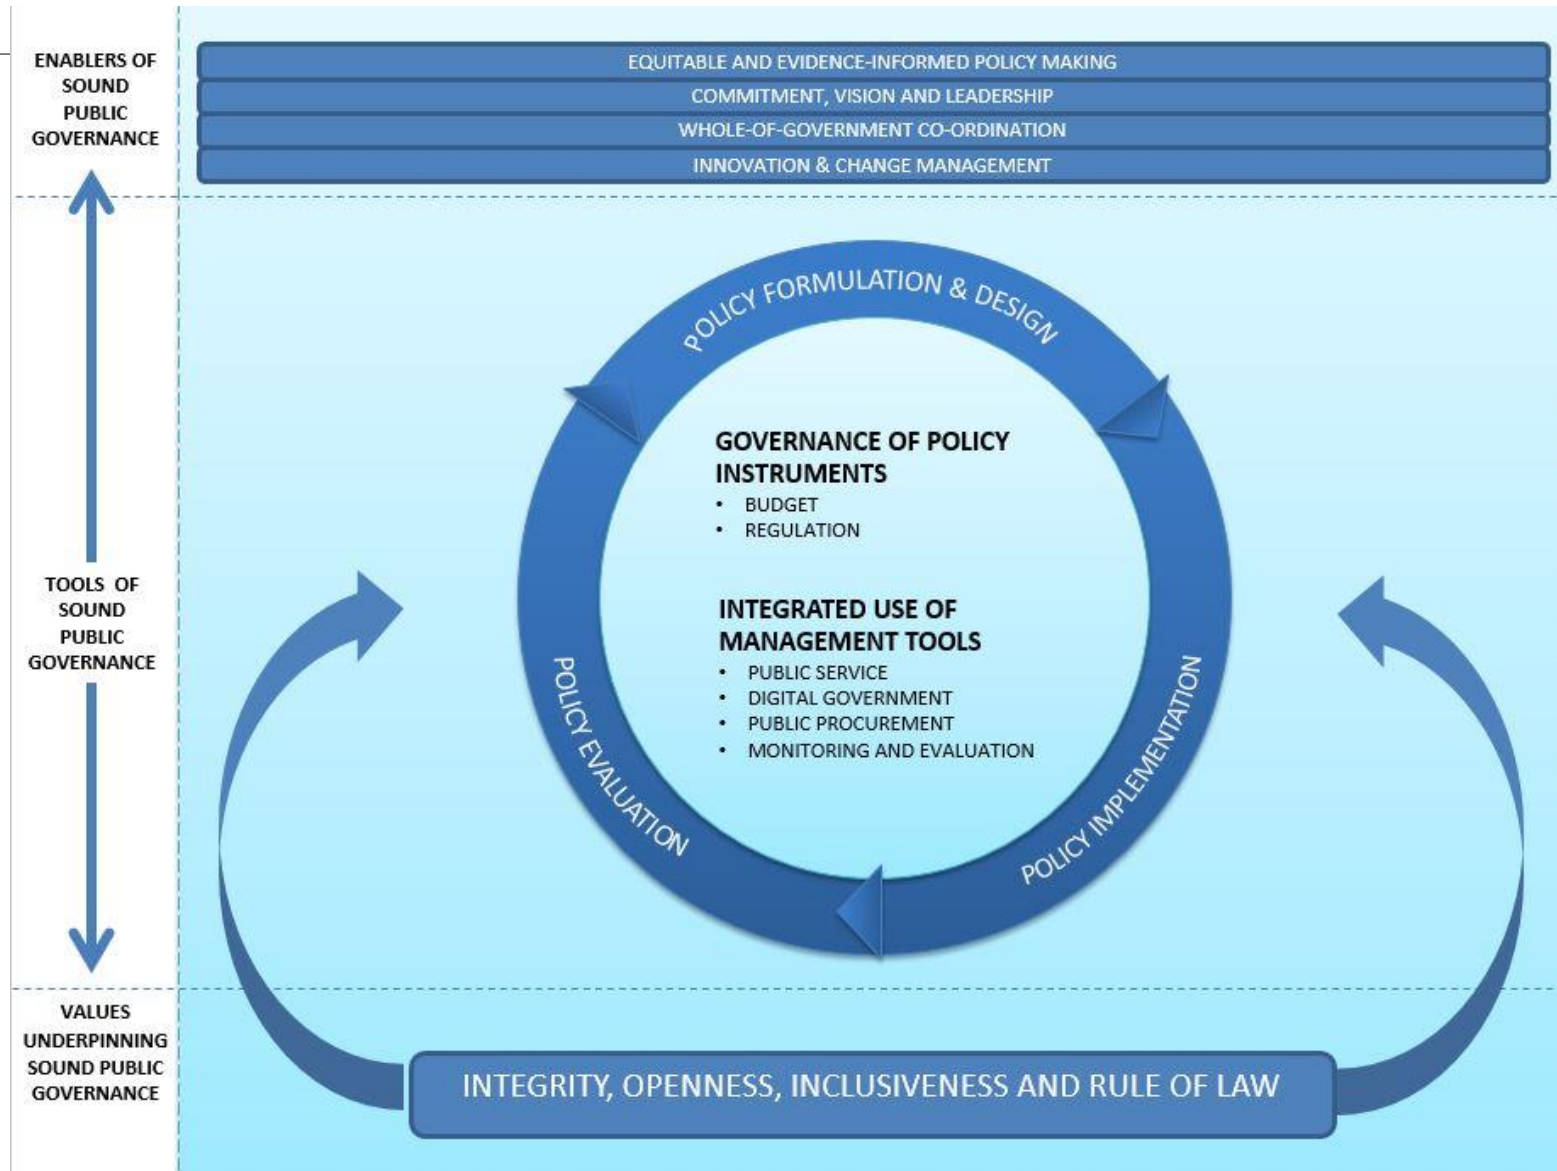 ENABLERS OF
SOUND
PUBLIC
GOVERNANCE
EQUITABLE AND EVIDENCE-INFORMED POLICY MAKING
COMMITMENT, VISION AND LEADERSHIP
WHOLE-OF-GOVERNMENT CO-ORDINATION
INNOVATION & CHANGE MANAGEMENT
TOOLS OF
SOUND
PUBLIC
GOVERNANCE
POLICY FORMULATION & DESIGN
POLICY IMPLEMENTATION
POLICY EVALUATION
GOVERNANCE OF POLICY
INSTRUMENTS
• BUDGET
• REGULATION
INTEGRATED USE OF
MANAGEMENT TOOLS
• PUBLIC SERVICE
• DIGITAL GOVERNMENT
• PUBLIC PROCUREMENT
• MONITORING AND EVALUATION
VALUES
UNDERPINNING
SOUND PUBLIC
GOVERNANCE
INTEGRITY, OPENNESS, INCLUSIVENESS AND RULE OF LAW